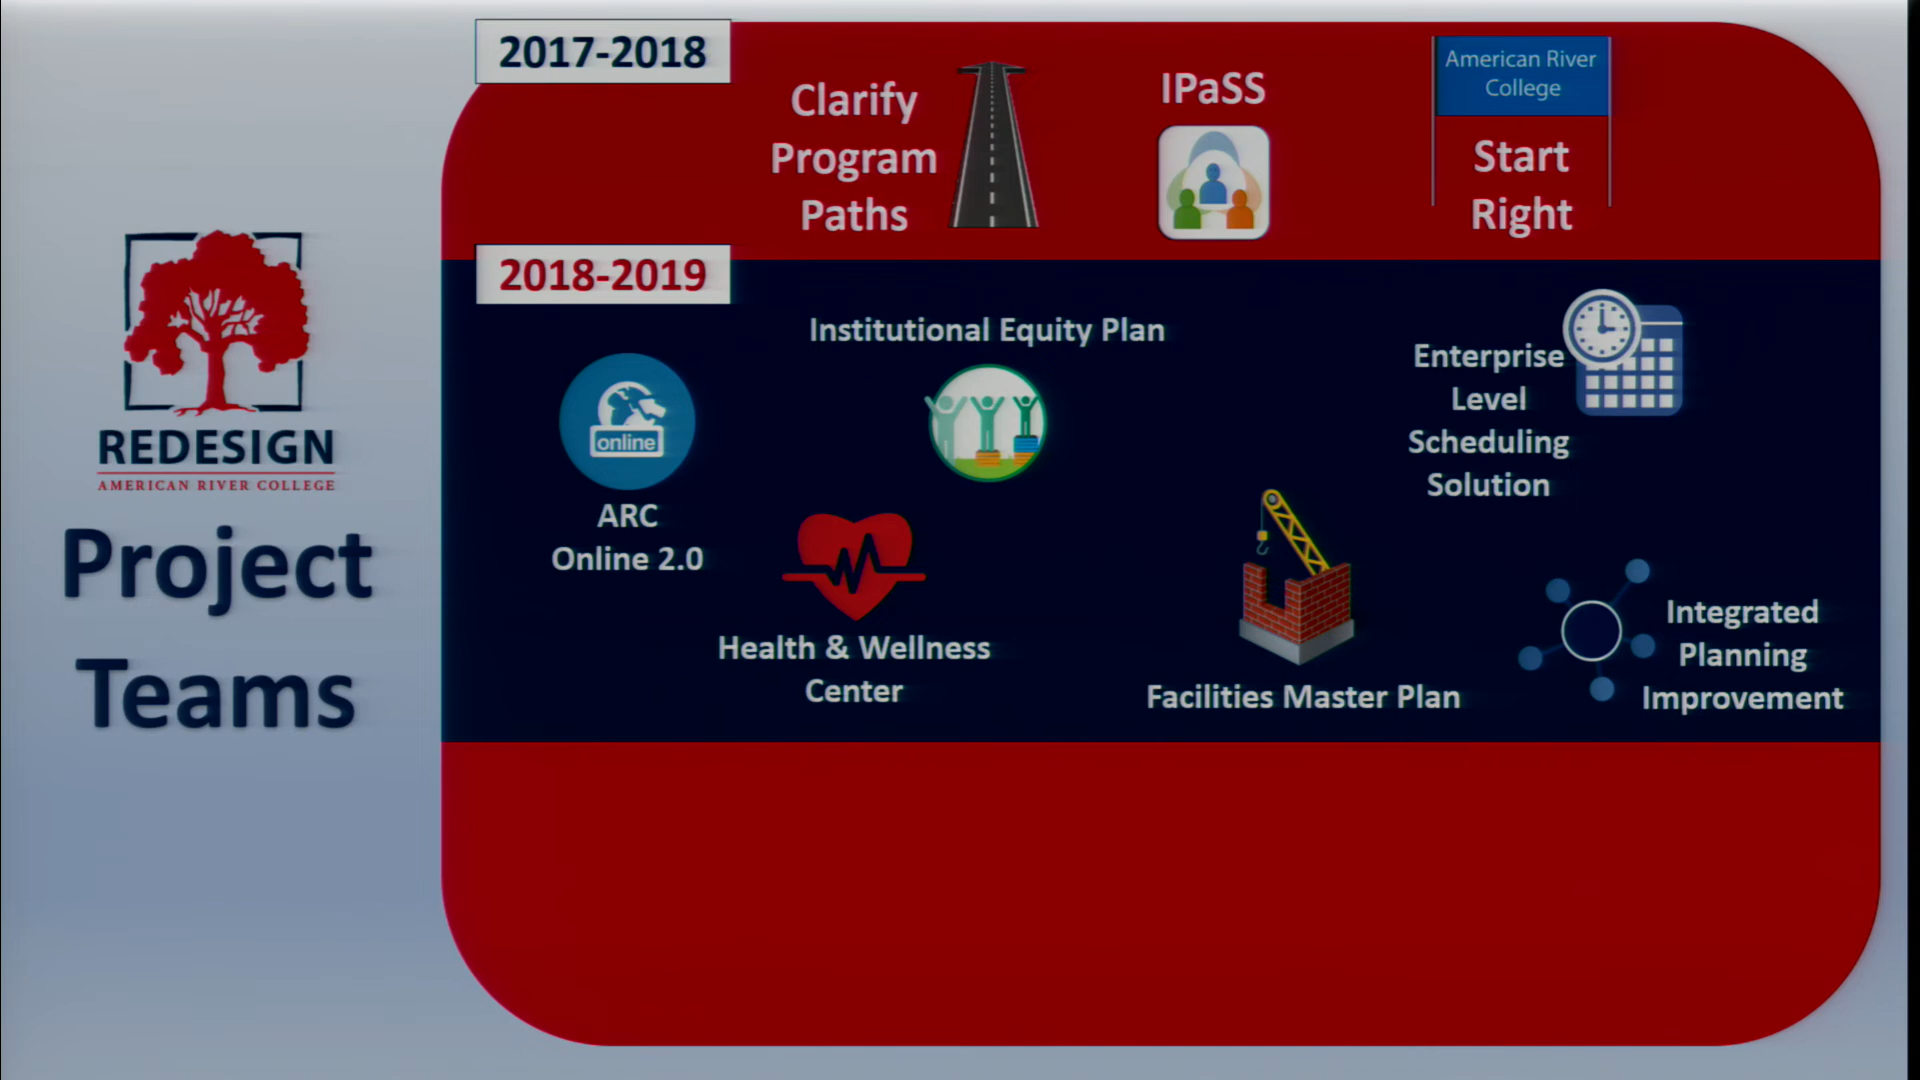 2017-2018
Clarify
Program
Paths
IPaSS
American River
College
Start
Right
2018-2019
Institutional Equity Plan
Enterprise
Level
Scheduling
Solution
online
ARC
Online 2.0
Health & Wellness
Center
Facilities Master Plan
Integrated
Planning
Improvement
REDESIGN
AMERICAN RIVER COLLEGE
Project
Teams